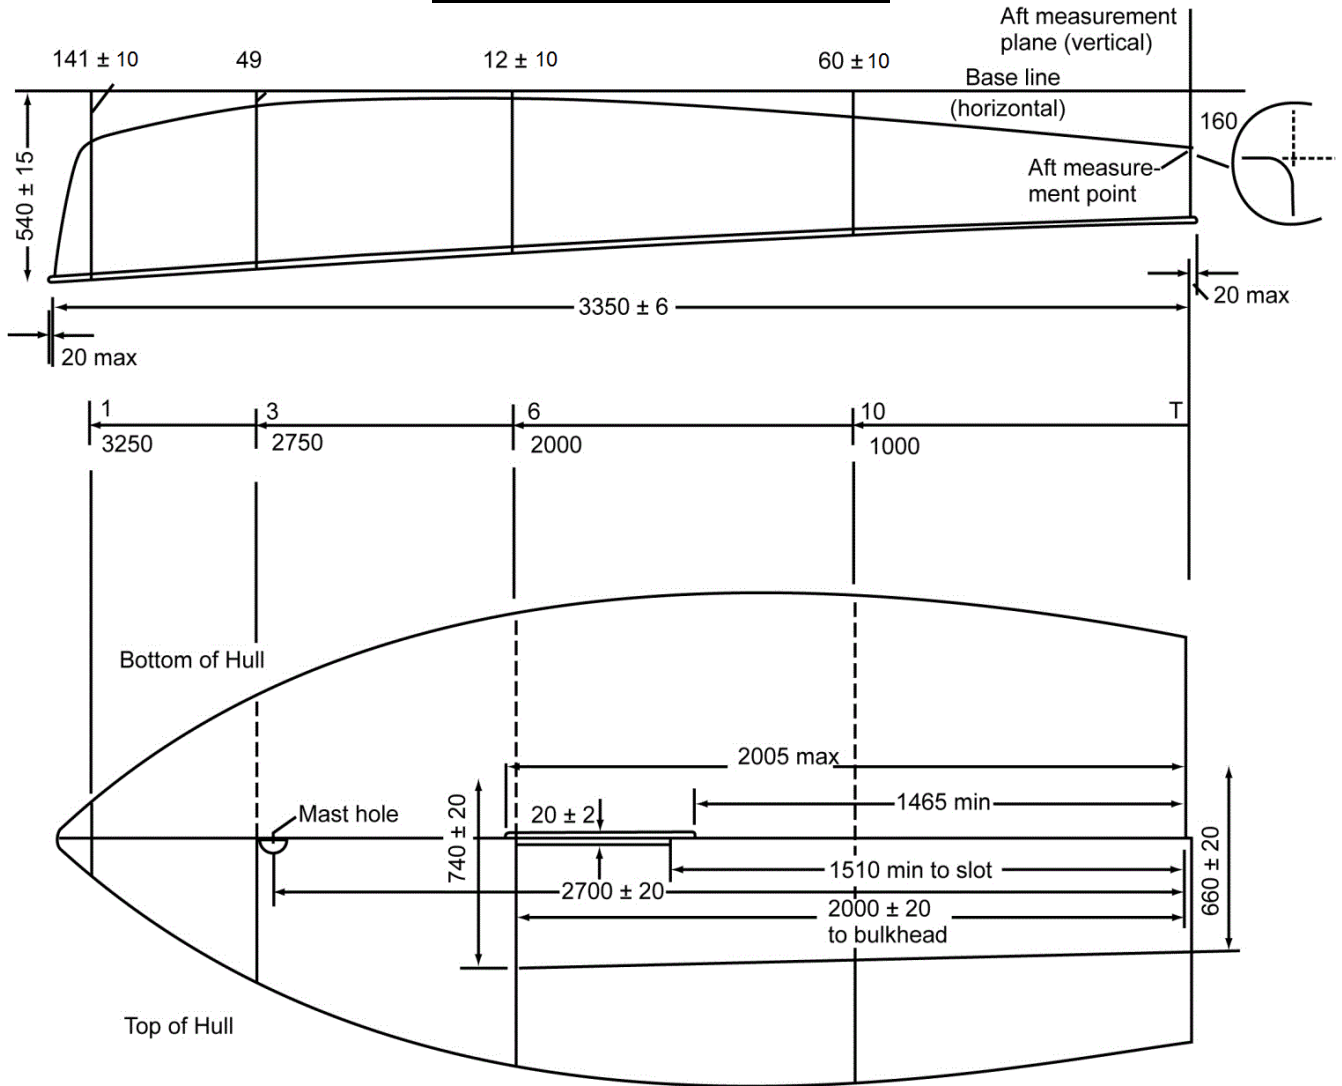 Aft measurement
plane (vertical)
141 ± 10
49
12 ± 10
60 ± 10
Base line
(horizontal)
160
Aft measure-
ment point
540 ± 15
3350 ± 6
20 max
20 max
1
3
6
10
T
3250
2750
2000
1000
Bottom of Hull
2005 max
1465 min
Mast hole
20 ± 2
740 ± 20
1510 min to slot
2700 ± 20
660 ± 20
2000 ± 20
to bulkhead
Top of Hull